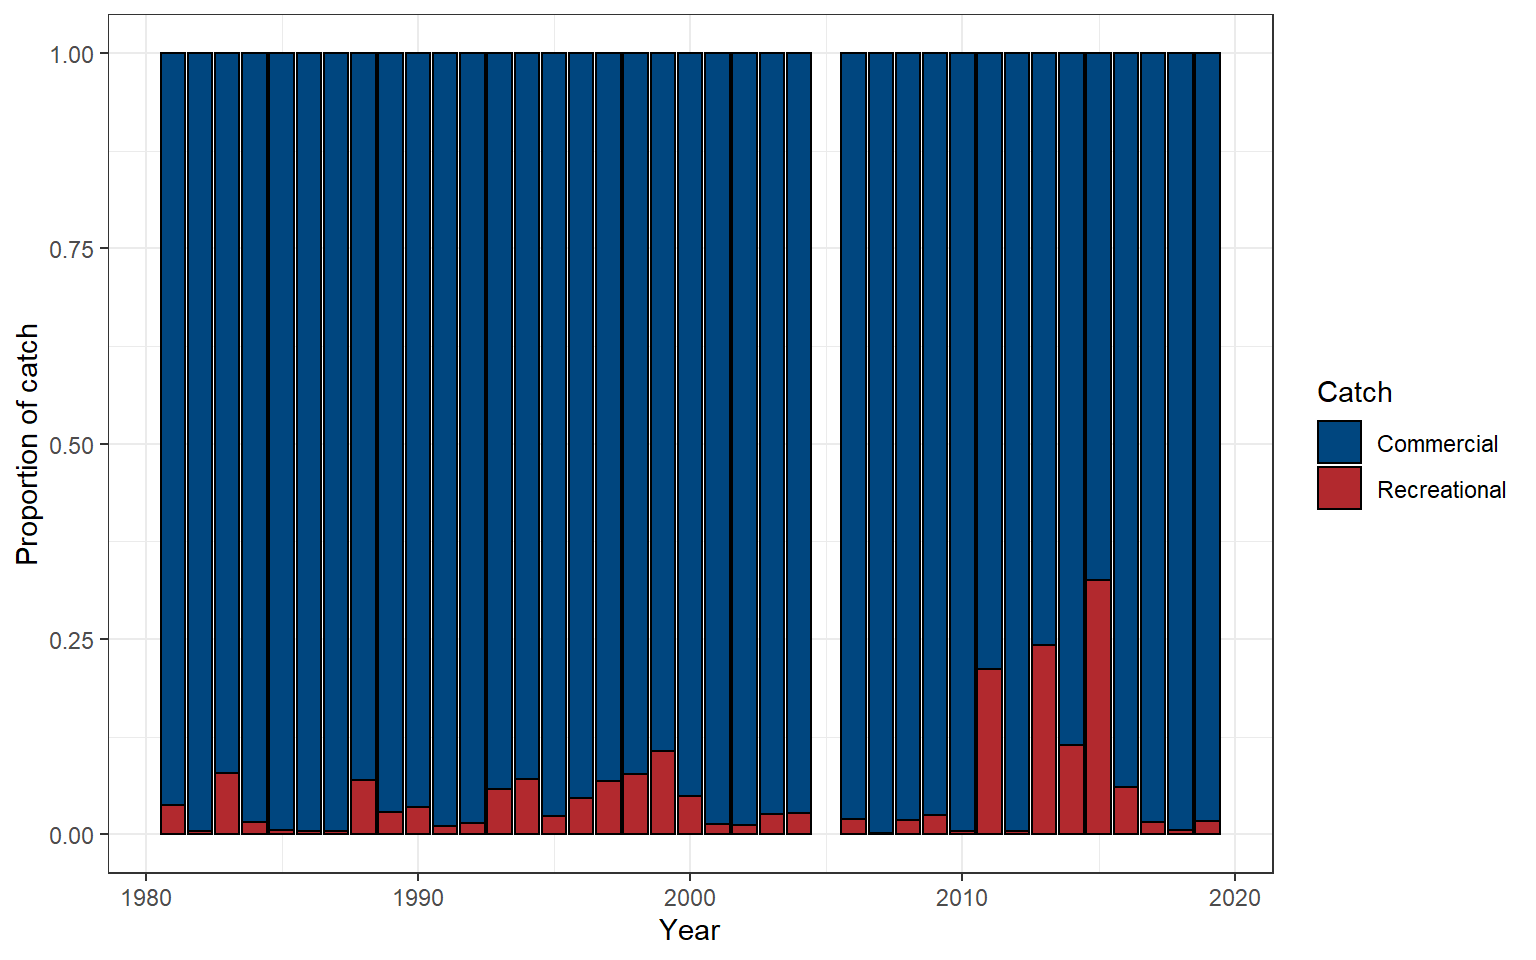 1.00
0.75
0.50
0.25
0.00
Proportion of catch
1980 1990 2000 2010 2020
Year
Catch
Commercial
Recreational